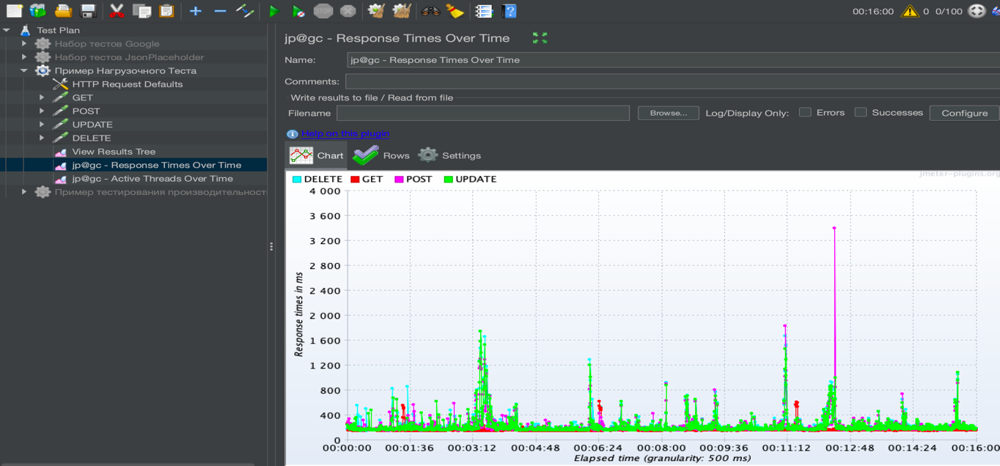 STOP
00:16:00 0 0/100
Test Plan
Набор тестов Google
Набор тестов JsonPlaceholder
Пример Нагрузочного Теста
HTTP Request Defaults
GET
POST
UPDATE
DELETE
View Results Tree
jp@gc - Response Times Over Time
jp@gc - Active Threads Over Time
Пример тестирования производительност
jp@gc - Response Times Over Time
Name: jp@gc - Response Times Over Time
Comments:
Write results to file / Read from file
Filename Browse... Log/Display Only: Errors Successes Configure
Help on this plugin
Chart Rows Settings
jmeter-plugins.org
DELETE GET POST UPDATE
4 000
3 600
3 200
2 800
2 400
2 000
1 600
1 200
800
400
0
Response times in ms
00:00:00 00:01:36 00:03:12 00:04:48 00:06:24 00:08:00 00:09:36 00:11:12 00:12:48 00:14:24 00:16:00
Elapsed time (granularity: 500 ms)